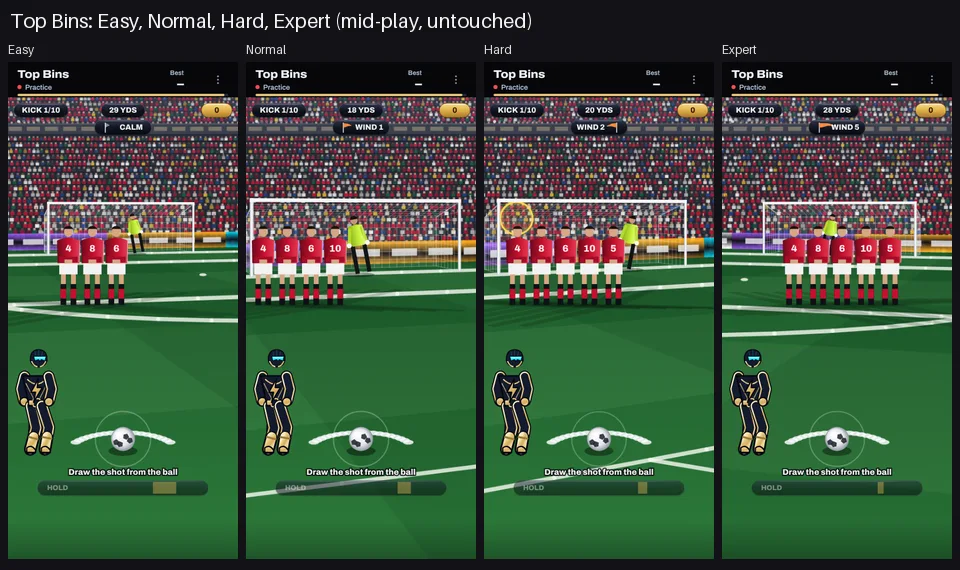 Top Bins: Easy, Normal, Hard, Expert (mid-play, untouched)
Easy
Top Bins
Best
Practice
–
KICK 1/10
29 YDS
0
CALM
4 8 6
Draw the shot from the ball
HOLD
Normal
Top Bins
Best
Practice
–
KICK 1/10
18 YDS
0
WIND 1
4 8 6 10
Draw the shot from the ball
HOLD
Hard
Top Bins
Best
Practice
–
KICK 1/10
20 YDS
0
WIND 2
4 8 6 10 5
Draw the shot from the ball
HOLD
Expert
Top Bins
Best
Practice
–
KICK 1/10
28 YDS
0
WIND 5
4 8 6 10 5
Draw the shot from the ball
HOLD